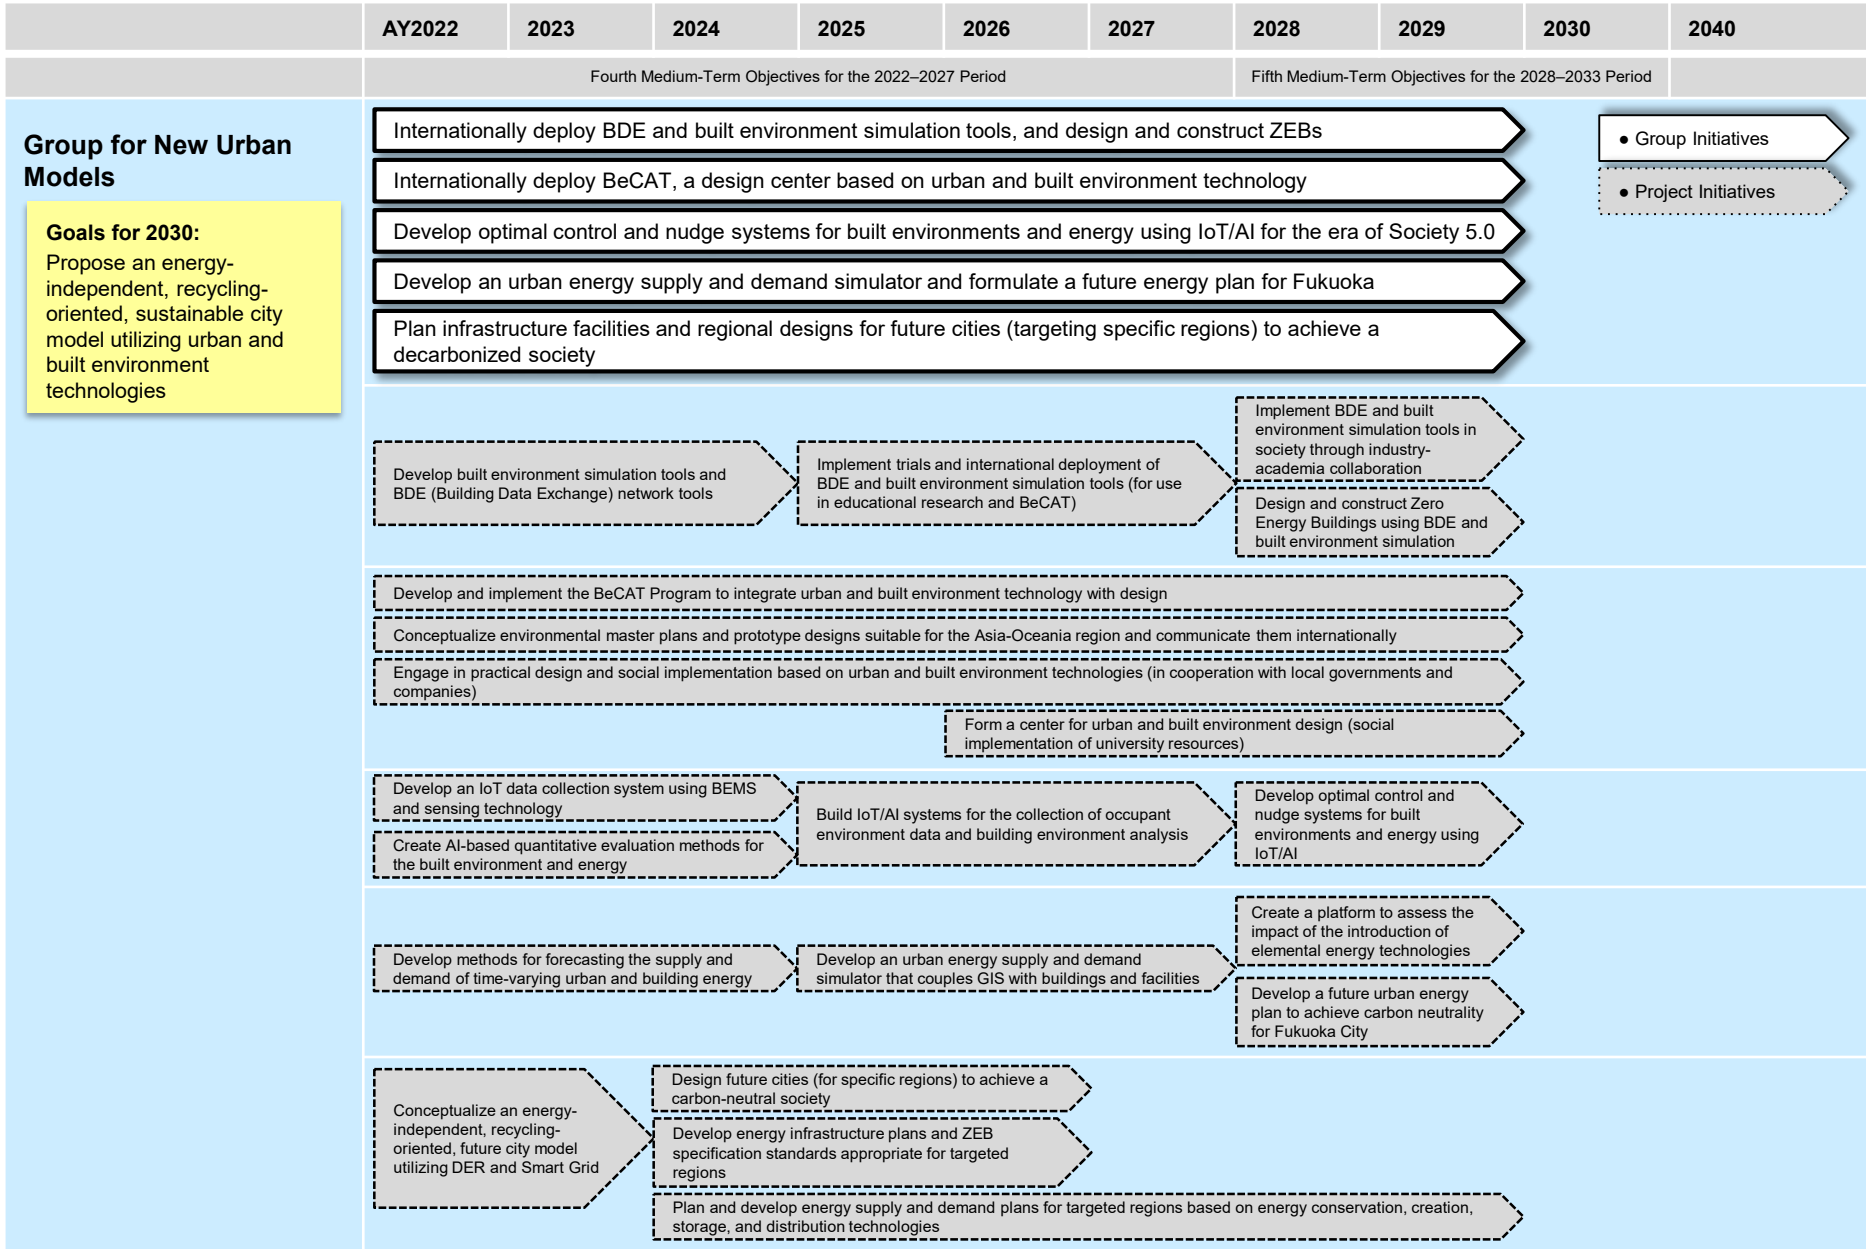 AY2022 2023 2024 2025 2026 2027 2028 2029 2030 2040
Fourth Medium-Term Objectives for the 2022–2027 Period
Fifth Medium-Term Objectives for the 2028–2033 Period
Group for New Urban
Models
Goals for 2030:
Propose an energy-
independent, recycling-
oriented, sustainable city
model utilizing urban and
built environment
technologies
Internationally deploy BDE and built environment simulation tools, and design and construct ZEBs
Internationally deploy BeCAT, a design center based on urban and built environment technology
Develop optimal control and nudge systems for built environments and energy using IoT/AI for the era of Society 5.0
Develop an urban energy supply and demand simulator and formulate a future energy plan for Fukuoka
Plan infrastructure facilities and regional designs for future cities (targeting specific regions) to achieve a
decarbonized society
● Group Initiatives
● Project Initiatives
Develop built environment simulation tools and
BDE (Building Data Exchange) network tools
Implement trials and international deployment of
BDE and built environment simulation tools (for use
in educational research and BeCAT)
Implement BDE and built
environment simulation tools in
society through industry-
academia collaboration
Design and construct Zero
Energy Buildings using BDE and
built environment simulation
Develop and implement the BeCAT Program to integrate urban and built environment technology with design
Conceptualize environmental master plans and prototype designs suitable for the Asia-Oceania region and communicate them internationally
Engage in practical design and social implementation based on urban and built environment technologies (in cooperation with local governments and
companies)
Form a center for urban and built environment design (social
implementation of university resources)
Develop an IoT data collection system using BEMS
and sensing technology
Create AI-based quantitative evaluation methods for
the built environment and energy
Build IoT/AI systems for the collection of occupant
environment data and building environment analysis
Develop optimal control and
nudge systems for built
environments and energy using
IoT/AI
Develop methods for forecasting the supply and
demand of time-varying urban and building energy
Develop an urban energy supply and demand
simulator that couples GIS with buildings and facilities
Create a platform to assess the
impact of the introduction of
elemental energy technologies
Develop a future urban energy
plan to achieve carbon neutrality
for Fukuoka City
Conceptualize an energy-
independent, recycling-
oriented, future city model
utilizing DER and Smart Grid
Design future cities (for specific regions) to achieve a
carbon-neutral society
Develop energy infrastructure plans and ZEB
specification standards appropriate for targeted
regions
Plan and develop energy supply and demand plans for targeted regions based on energy conservation, creation,
storage, and distribution technologies